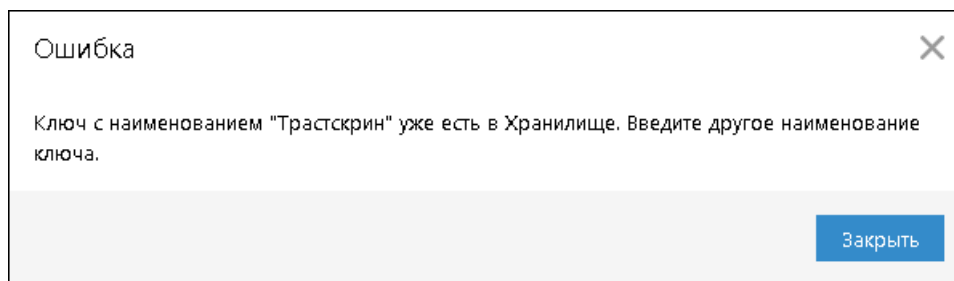 Ошибка
Ключ с наименованием "Трастскрин" уже есть в Хранилище. Введите другое наименование
ключа.
Закрыть